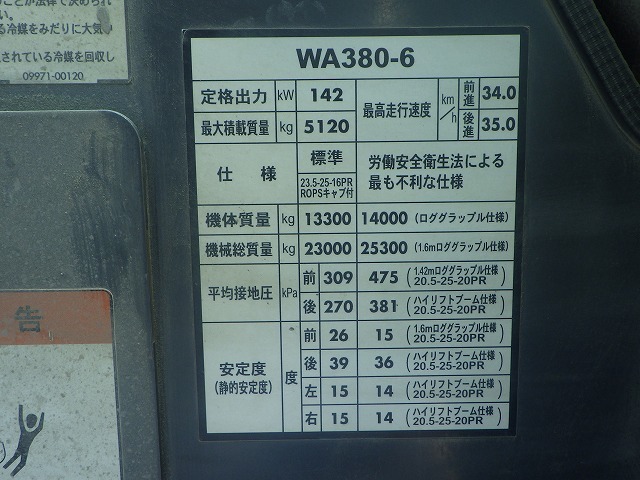 のことが法律で決められ
る冷媒をみだりに大気
されている冷媒を回収し
09971-00120
告
WA380-6
定格出力 kW 142 最高走行速度 km/h 前進 34.0
最大積載質量 kg 5120 後進 35.0
仕様 標準 23.5-25-16PR ROPSキャブ付 労働安全衛生法による
最も不利な仕様
機体質量 kg 13300 14000 (ロググラップル仕様)
機械総質量 kg 23000 25300 (1.6mロググラップル仕様)
平均接地圧 kPa 前 309 475 (1.42mロググラップル仕様 20.5-25-20PR)
後 270 381 (ハイリフトブーム仕様 20.5-25-20PR)
安定度 (静的安定度) 度 前 26 15 (1.6mロググラップル仕様 20.5-25-20PR)
後 39 36 (ハイリフトブーム仕様 20.5-25-20PR)
左 15 14 (ハイリフトブーム仕様 20.5-25-20PR)
右 15 14 (ハイリフトブーム仕様 20.5-25-20PR)